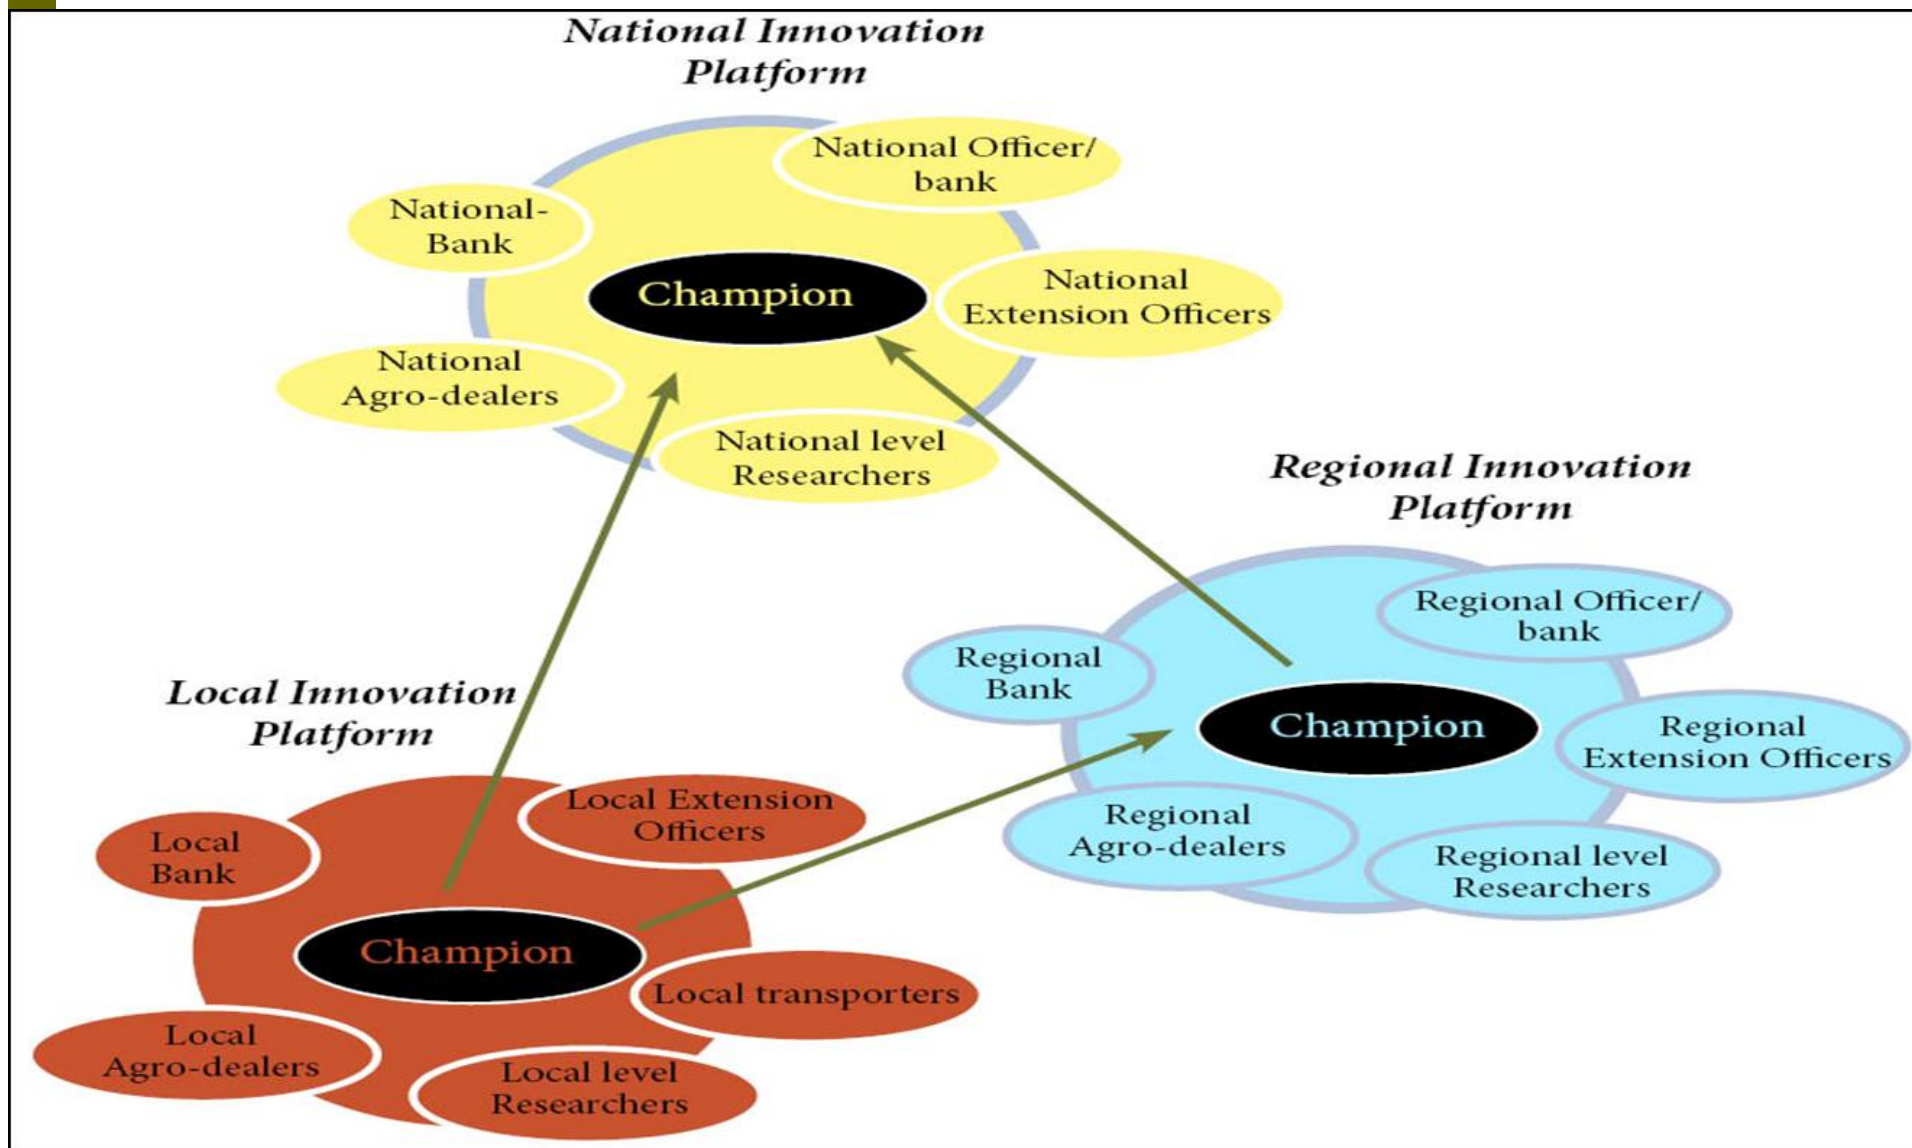 National Innovation
Platform
National Officer/
bank
National-
Bank
Champion
National
Extension Officers
National
Agro-dealers
National level
Researchers
Regional Innovation
Platform
Regional Officer/
bank
Regional
Bank
Champion
Regional
Extension Officers
Regional
Agro-dealers
Regional level
Researchers
Local Innovation
Platform
Local Extension
Officers
Local
Bank
Champion
Local transporters
Local
Agro-dealers
Local level
Researchers